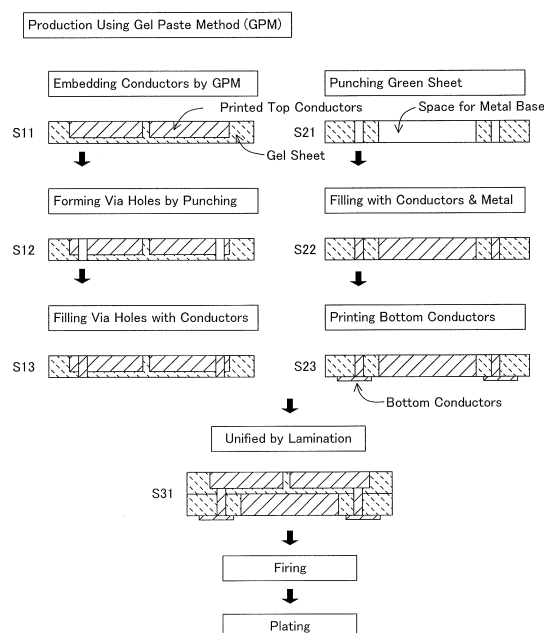 Production Using Gel Paste Method (GPM)
Embedding Conductors by GPM
Printed Top Conductors
S11
Gel Sheet
Forming Via Holes by Punching
S12
Filling Via Holes with Conductors
S13
Punching Green Sheet
Space for Metal Base
S21
Filling with Conductors & Metal
S22
Printing Bottom Conductors
S23
Bottom Conductors
Unified by Lamination
S31
Firing
Plating